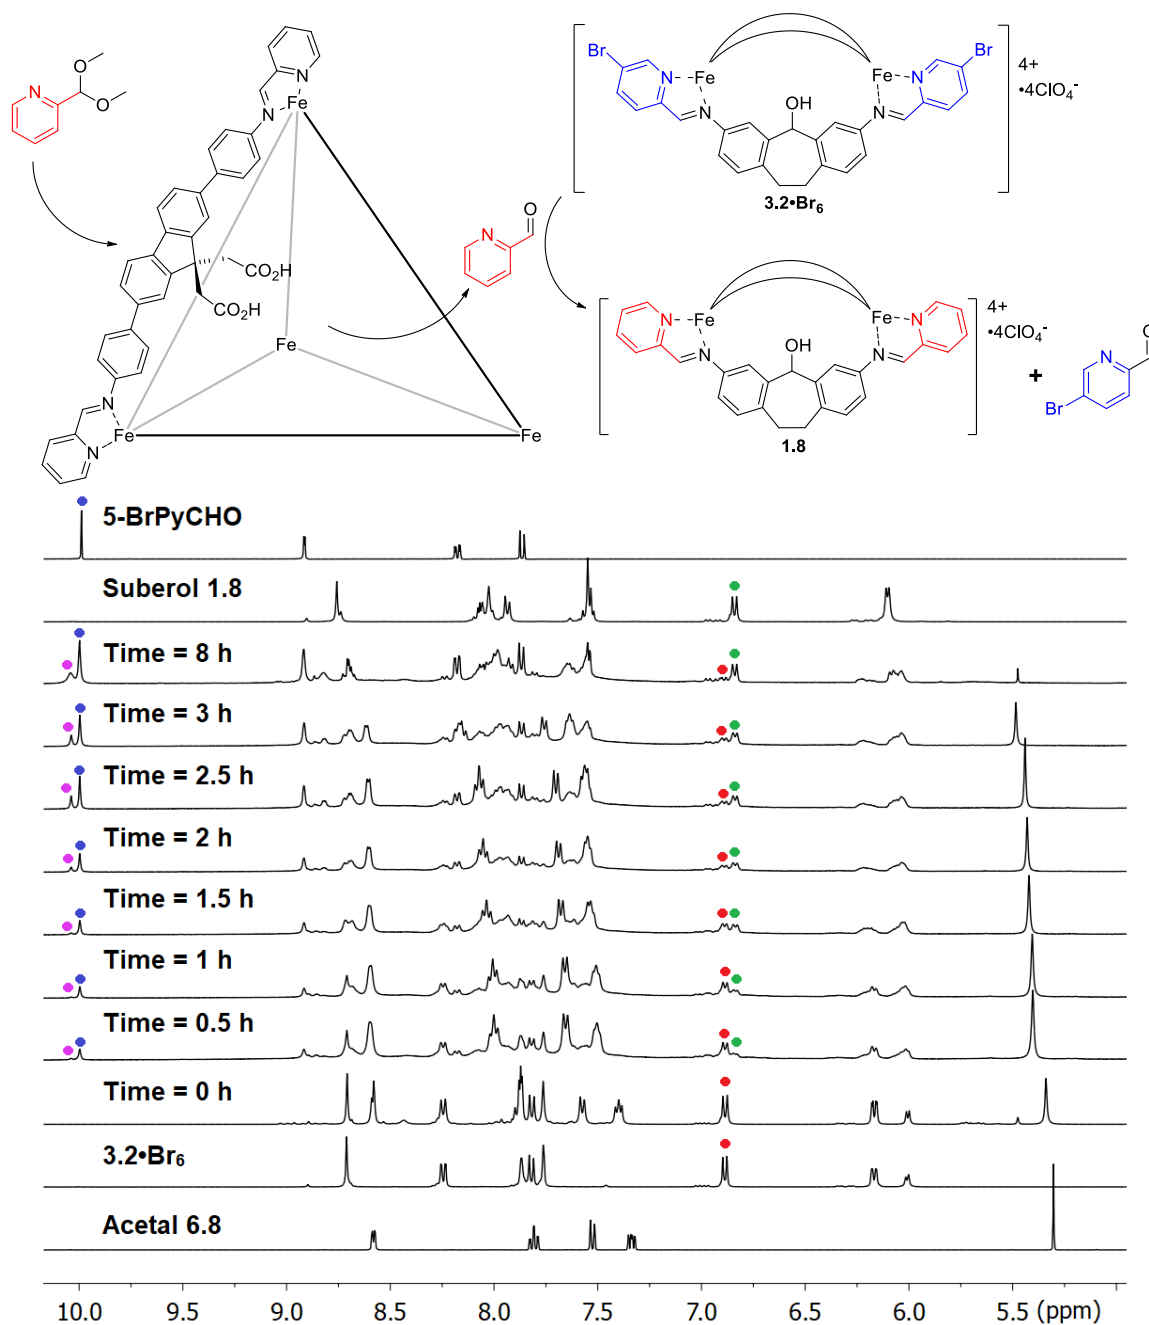 N
O
O
N
N
Fe
CO₂H
CO₂H
Fe
N
Fe
N
Fe
N
O
Br
N
Fe
N
OH
Fe
N
N
Br
4+
•4ClO₄⁻
3.2•Br₆
N
Fe
N
OH
Fe
N
N
4+
•4ClO₄⁻
1.8
+
O
N
Br
5-BrPyCHO
Suberol 1.8
Time = 8 h
Time = 3 h
Time = 2.5 h
Time = 2 h
Time = 1.5 h
Time = 1 h
Time = 0.5 h
Time = 0 h
3.2•Br₆
Acetal 6.8
10.0 9.5 9.0 8.5 8.0 7.5 7.0 6.5 6.0 5.5 (ppm)